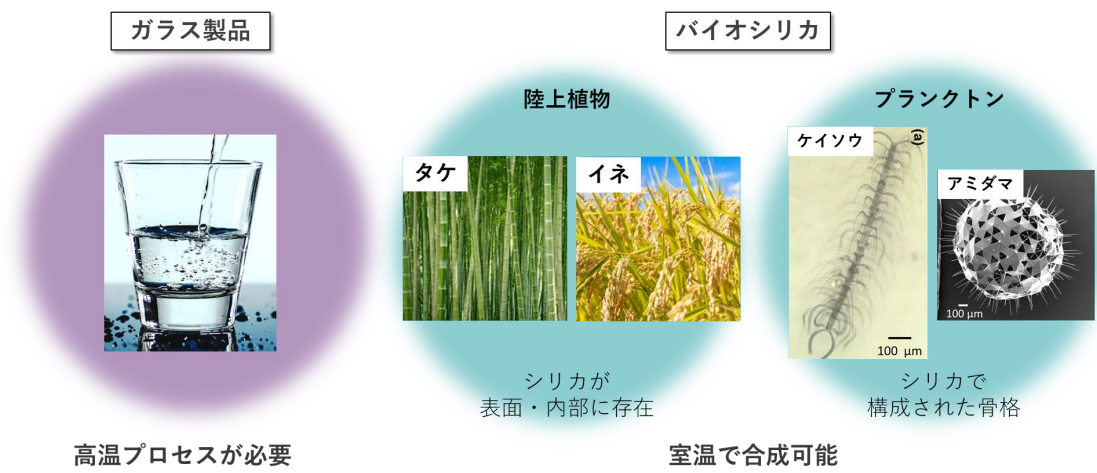 ガラス製品
バイオシリカ
陸上植物
プランクトン
タケ
イネ
ケイソウ
(a)
アミダマ
100 μm
100 μm
シリカが
表面・内部に存在
シリカで
構成された骨格
高温プロセスが必要
室温で合成可能